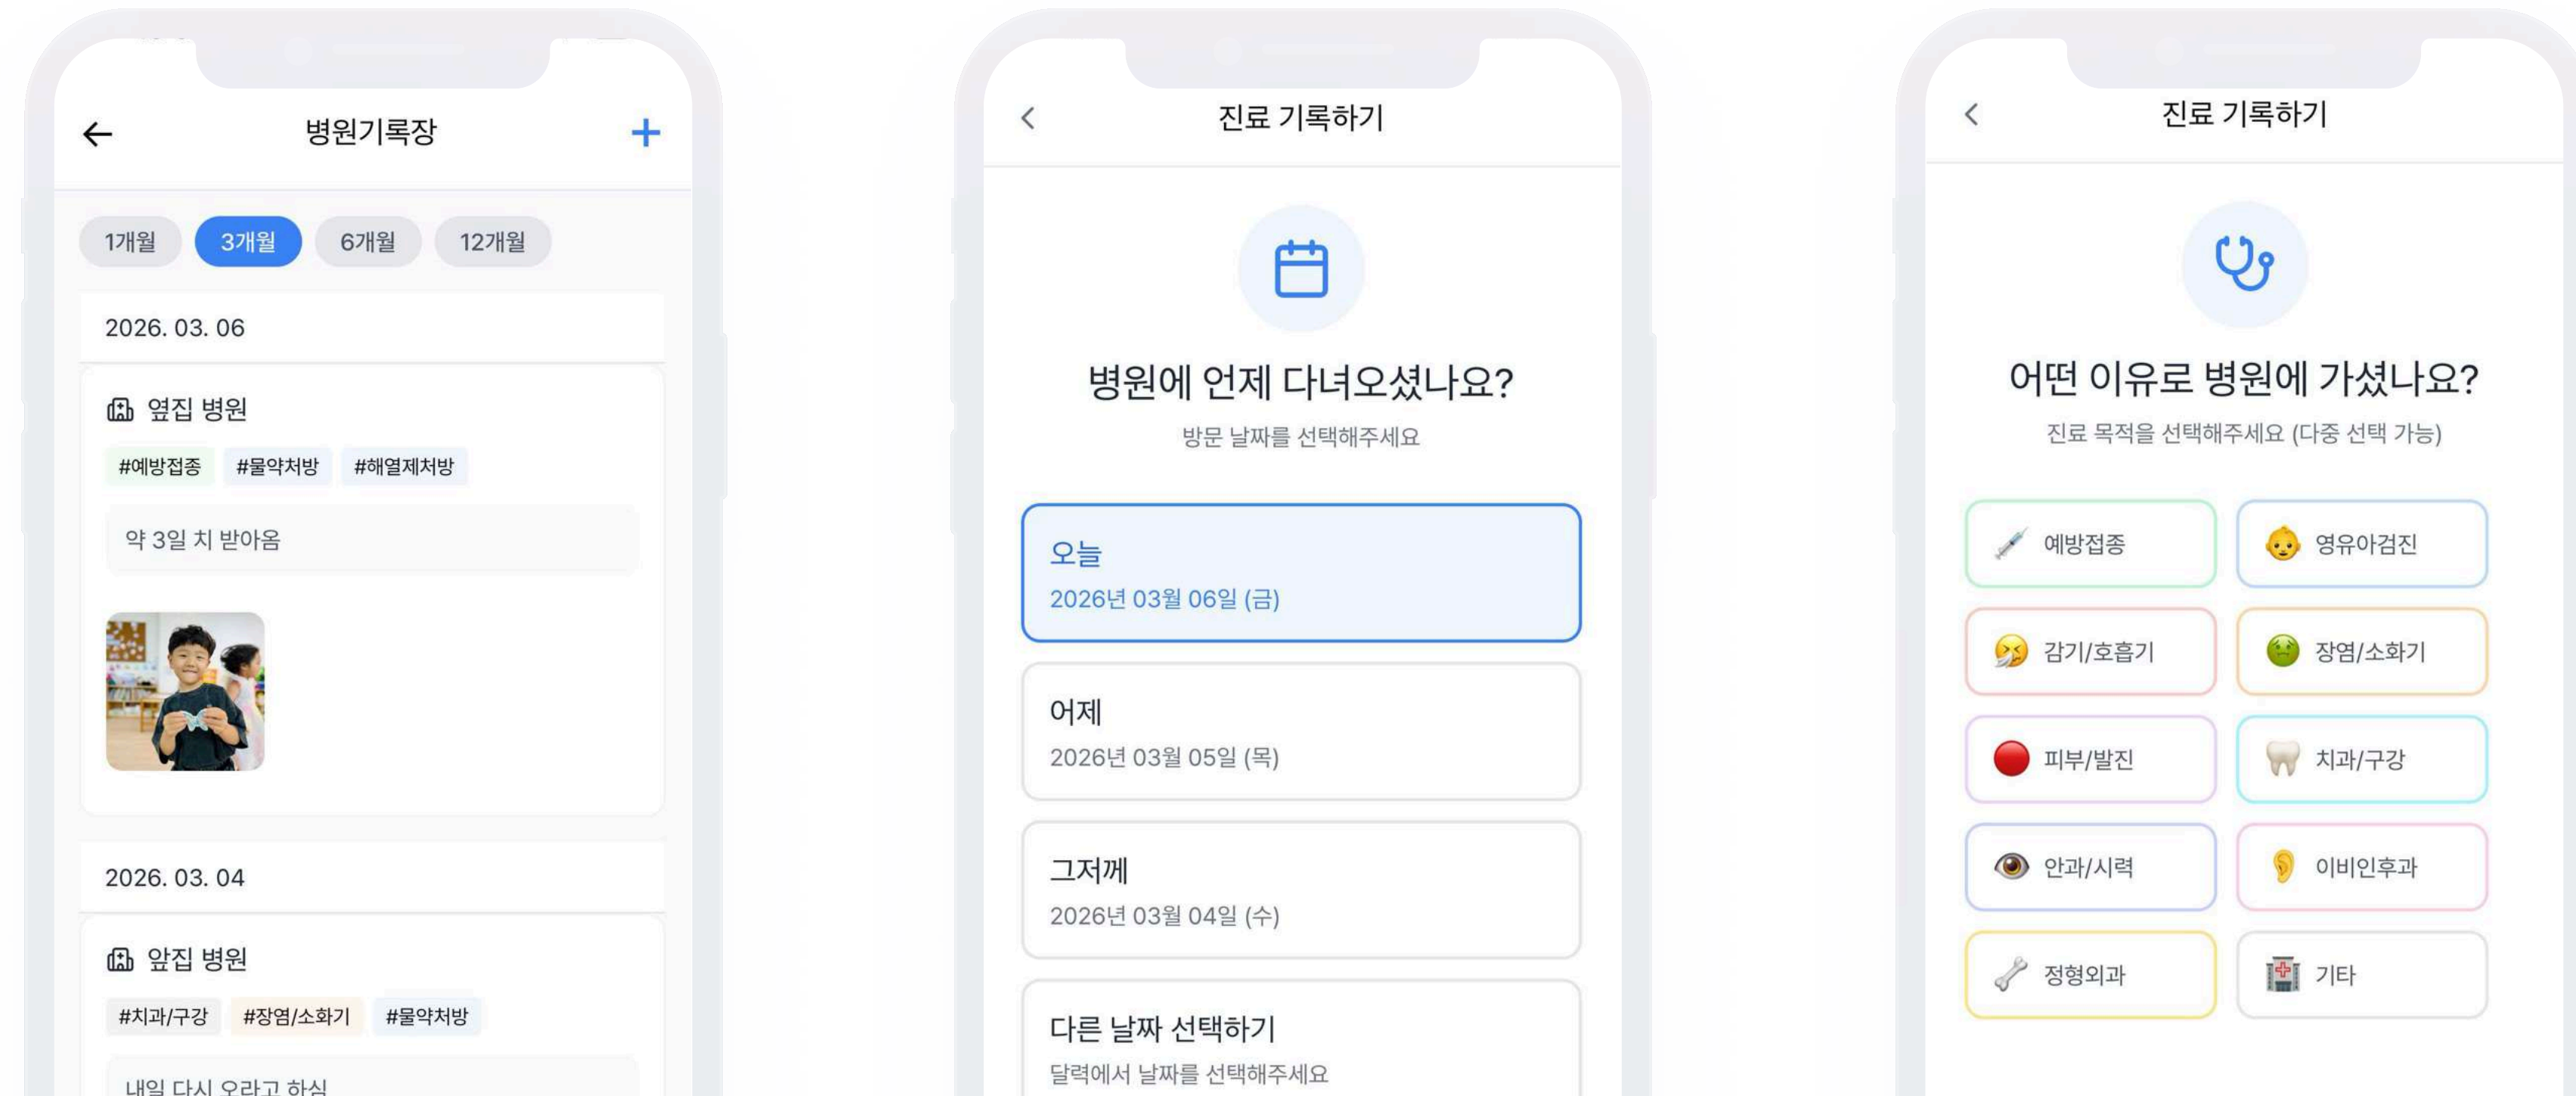 병원기록장
1개월 3개월 6개월 12개월
2026. 03. 06
옆집 병원
#예방접종 #물약처방 #해열제처방
약 3일 치 받아옴
2026. 03. 04
앞집 병원
#치과/구강 #장염/소화기 #물약처방
내일 다시 오라고 하심
진료 기록하기
병원에 언제 다녀오셨나요?
방문 날짜를 선택해주세요
오늘
2026년 03월 06일 (금)
어제
2026년 03월 05일 (목)
그저께
2026년 03월 04일 (수)
다른 날짜 선택하기
달력에서 날짜를 선택해주세요
진료 기록하기
어떤 이유로 병원에 가셨나요?
진료 목적을 선택해주세요 (다중 선택 가능)
예방접종 영유아검진
감기/호흡기 장염/소화기
피부/발진 치과/구강
안과/시력 이비인후과
정형외과 기타